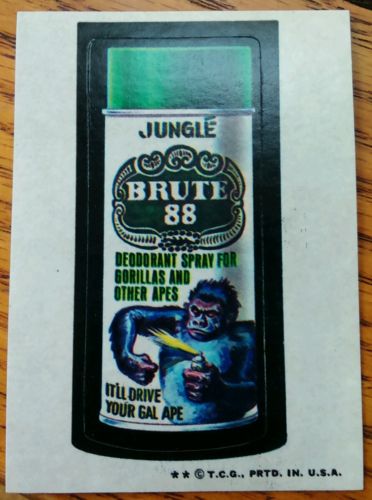 JUNGLE
BRUTE
88
DEODORANT SPRAY FOR
GORILLAS AND
OTHER APES
IT'LL DRIVE
YOUR GAL APE
** © T.C.G., PRTD. IN. U.S.A.